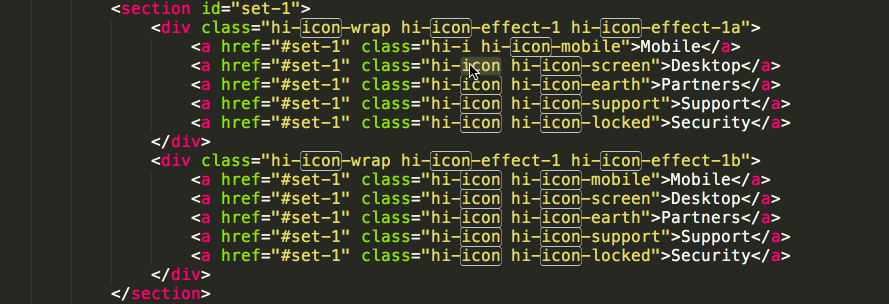 <section id="set-1">
<div class="hi-icon-wrap hi-icon-effect-1 hi-icon-effect-1a">
<a href="#set-1" class="hi-i hi-icon-mobile">Mobile</a>
<a href="#set-1" class="hi-icon hi-icon-screen">Desktop</a>
<a href="#set-1" class="hi-icon hi-icon-earth">Partners</a>
<a href="#set-1" class="hi-icon hi-icon-support">Support</a>
<a href="#set-1" class="hi-icon hi-icon-locked">Security</a>
</div>
<div class="hi-icon-wrap hi-icon-effect-1 hi-icon-effect-1b">
<a href="#set-1" class="hi-icon hi-icon-mobile">Mobile</a>
<a href="#set-1" class="hi-icon hi-icon-screen">Desktop</a>
<a href="#set-1" class="hi-icon hi-icon-earth">Partners</a>
<a href="#set-1" class="hi-icon hi-icon-support">Support</a>
<a href="#set-1" class="hi-icon hi-icon-locked">Security</a>
</div>
</section>